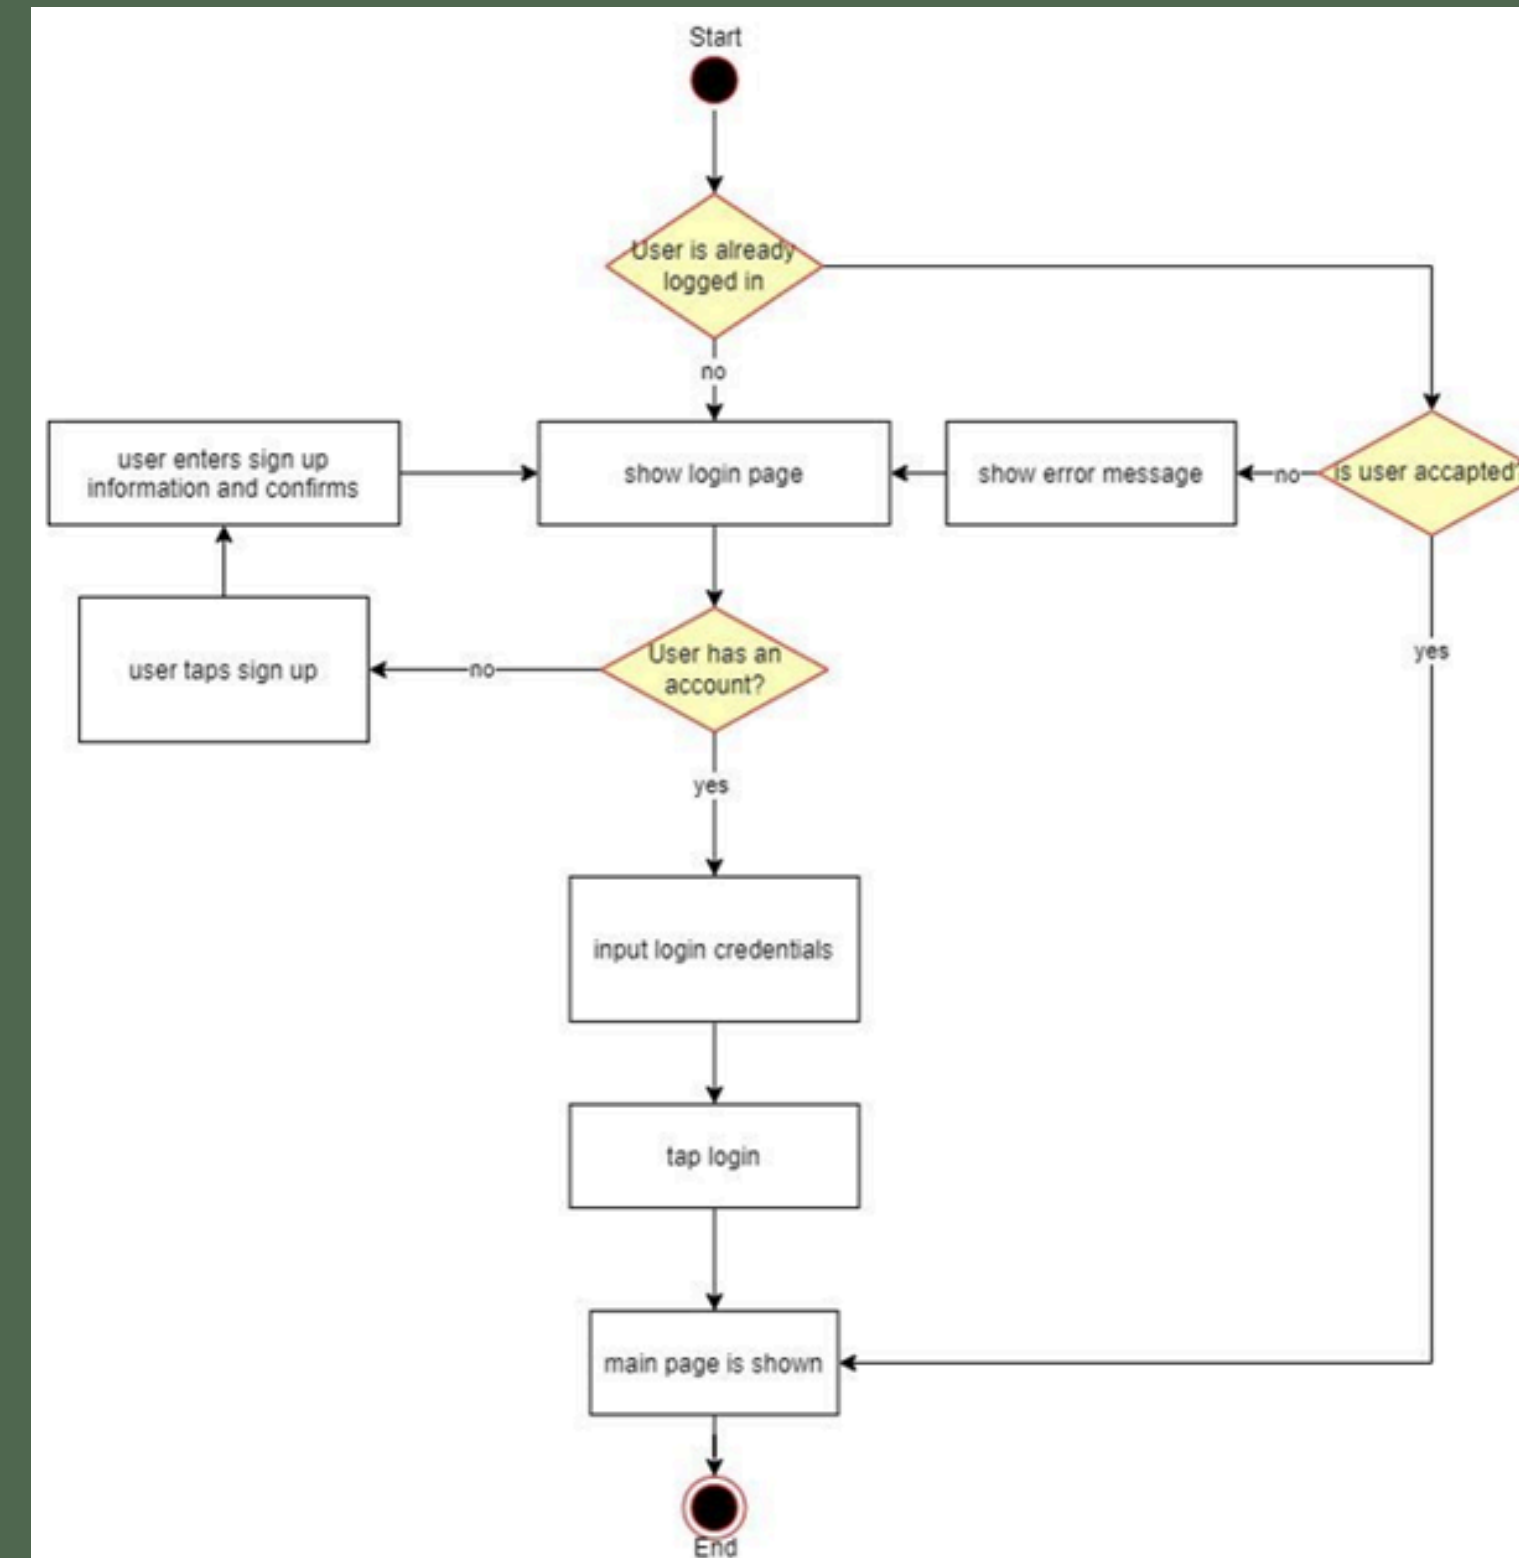 Start
User is already
logged in
no
user enters sign up
information and confirms
show login page
show error message
no
is user accapted?
user taps sign up
no
User has an
account?
yes
yes
input login credentials
tap login
main page is shown
End